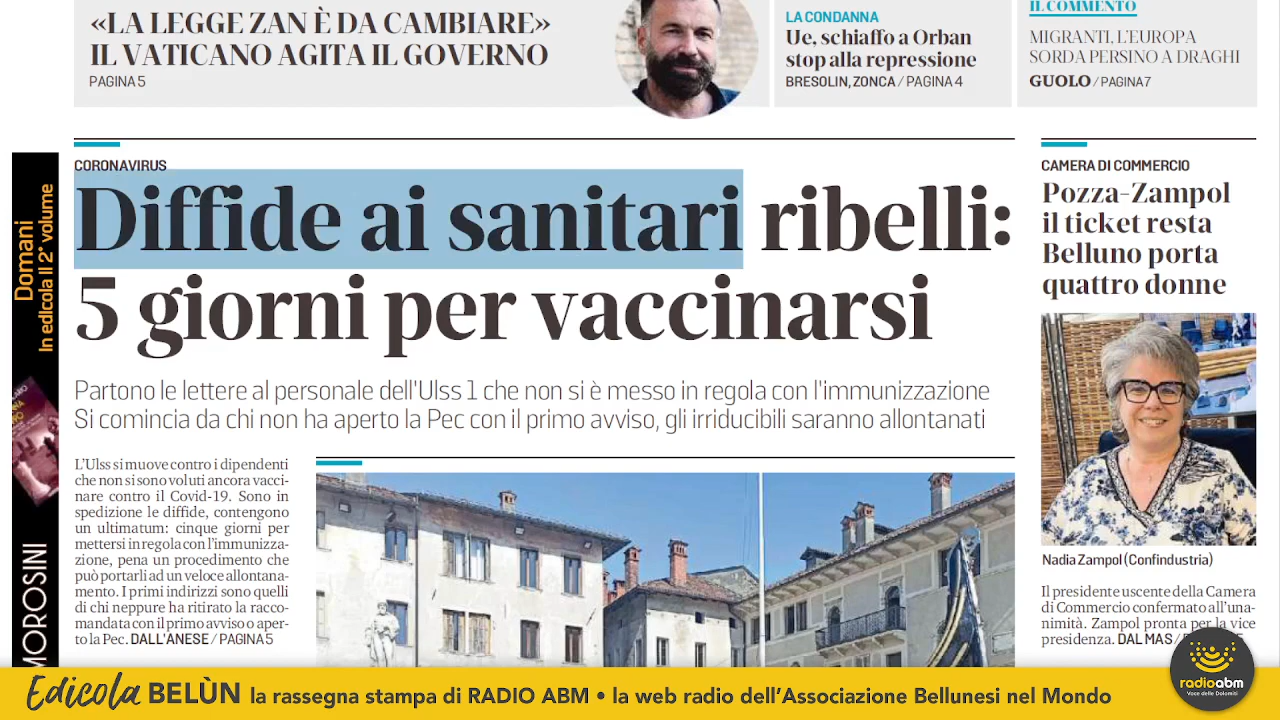 «LA LEGGE ZAN È DA CAMBIARE»
IL VATICANO AGITA IL GOVERNO
PAGINA 5
LA CONDANNA
Ue, schiaffo a Orban
stop alla repressione
BRESOLIN, ZONCA / PAGINA 4
IL COMMENTO
MIGRANTI, L'EUROPA
SORDA PERSINO A DRAGHI
GUOLO / PAGINA 7
Domani
In edicola Il 2° volume
MOROSINI
CORONAVIRUS
Diffide ai sanitari ribelli:
5 giorni per vaccinarsi
Partono le lettere al personale dell'Ulss 1 che non si è messo in regola con l'immunizzazione
Si comincia da chi non ha aperto la Pec con il primo avviso, gli irriducibili saranno allontanati
L'Ulss si muove contro i dipendenti
che non si sono voluti ancora vacci-
nare contro il Covid-19. Sono in
spedizione le diffide, contengono
un ultimatum: cinque giorni per
mettersi in regola con l'immunizza-
zione, pena un procedimento che
può portarli ad un veloce allontana-
mento. I primi indirizzi sono quelli
di chi neppure ha ritirato la racco-
mandata con il primo avviso o aper-
to la Pec. DALL'ANESE / PAGINA 5
CAMERA DI COMMERCIO
Pozza-Zampol
il ticket resta
Belluno porta
quattro donne
Nadia Zampol (Confindustria)
Il presidente uscente della Camera
di Commercio confermato all'una-
nimità. Zampol pronta per la vice
presidenza. DAL MAS /
Edicola BELÙN la rassegna stampa di RADIO ABM • la web radio dell'Associazione Bellunesi nel Mondo
radioabm
Voce delle Dolomiti